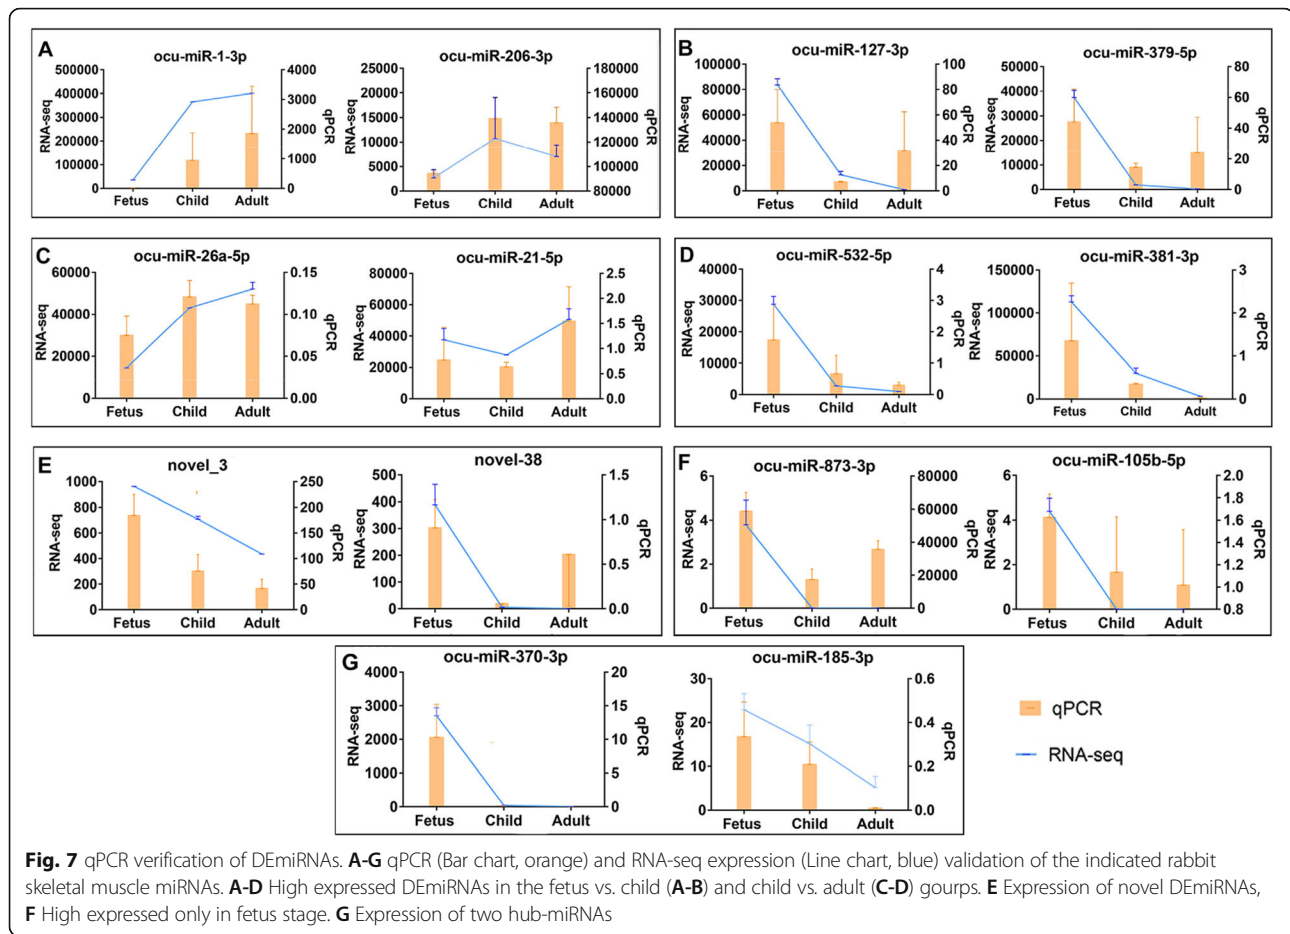 A
ocu-miR-1-3p
500000
400000
300000
200000
100000
0
RNA-seq
4000
3000
2000
1000
0
qPCR
Fetus Child Adult
ocu-miR-206-3p
25000
20000
15000
10000
5000
0
RNA-seq
180000
160000
140000
120000
100000
80000
qPCR
Fetus Child Adult
B
ocu-miR-127-3p
100000
80000
60000
40000
20000
0
RNA-seq
100
80
60
40
20
0
qPCR
Fetus Child Adult
ocu-miR-379-5p
50000
40000
30000
20000
10000
0
RNA-seq
80
60
40
20
0
qPCR
Fetus Child Adult
C
ocu-miR-26a-5p
60000
40000
20000
0
RNA-seq
0.15
0.10
0.05
0.00
qPCR
Fetus Child Adult
ocu-miR-21-5p
80000
60000
40000
20000
0
RNA-seq
2.5
2.0
1.5
1.0
0.5
0.0
qPCR
Fetus Child Adult
D
ocu-miR-532-5p
40000
30000
20000
10000
0
RNA-seq
4
3
2
1
0
qPCR
Fetus Child Adult
ocu-miR-381-3p
150000
100000
50000
0
RNA-seq
3
2
1
0
qPCR
Fetus Child Adult
E
novel_3
1000
800
600
400
200
0
RNA-seq
250
200
150
100
50
0
qPCR
Fetus Child Adult
novel-38
500
400
300
200
100
0
RNA-seq
1.5
1.0
0.5
0.0
qPCR
Fetus Child Adult
F
ocu-miR-873-3p
6
4
2
0
RNA-seq
80000
60000
40000
20000
0
qPCR
Fetus Child Adult
ocu-miR-105b-5p
6
4
2
0
RNA-seq
2.0
1.8
1.6
1.4
1.2
1.0
0.8
qPCR
Fetus Child Adult
G
ocu-miR-370-3p
4000
3000
2000
1000
0
RNA-seq
20
15
10
5
0
qPCR
Fetus Child Adult
ocu-miR-185-3p
30
20
10
0
RNA-seq
0.6
0.4
0.2
0.0
qPCR
Fetus Child Adult
qPCR
RNA-seq
Fig. 7 qPCR verification of DEmiRNAs. A-G qPCR (Bar chart, orange) and RNA-seq expression (Line chart, blue) validation of the indicated rabbit
skeletal muscle miRNAs. A-D High expressed DEmiRNAs in the fetus vs. child (A-B) and child vs. adult (C-D) gourps. E Expression of novel DEmiRNAs,
F High expressed only in fetus stage. G Expression of two hub-miRNAs